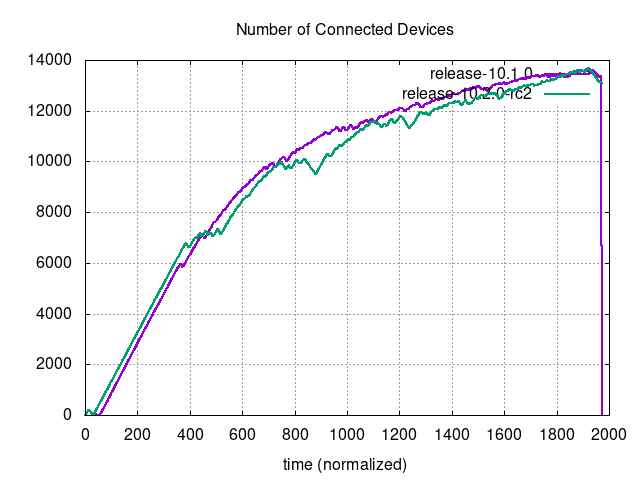 Number of Connected Devices
14000
12000
10000
8000
6000
4000
2000
0
0 200 400 600 800 1000 1200 1400 1600 1800 2000
time (normalized)
release-10.1.0
release-10.2.0-rc2